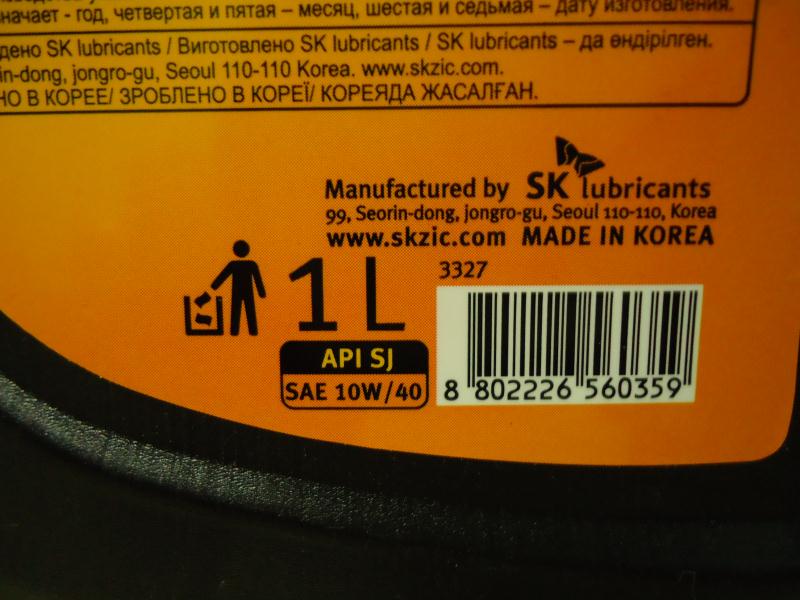 начает - год, четвертая и пятая – месяц, шестая и седьмая – дату изготовления.
дено SK lubricants / Виготовлено SK lubricants / SK lubricants – да өндірілген.
in-dong, jongro-gu, Seoul 110-110 Korea. www.skzic.com.
НО В КОРЕЕ/ ЗРОБЛЕНО В КОРЕЇ/ КОРЕЯДА ЖАСАЛҒАН.
Manufactured by SK lubricants
99, Seorin-dong, jongro-gu, Seoul 110-110, Korea
www.skzic.com MADE IN KOREA
3327
1 L
API SJ
SAE 10W/40
8 802226 560359